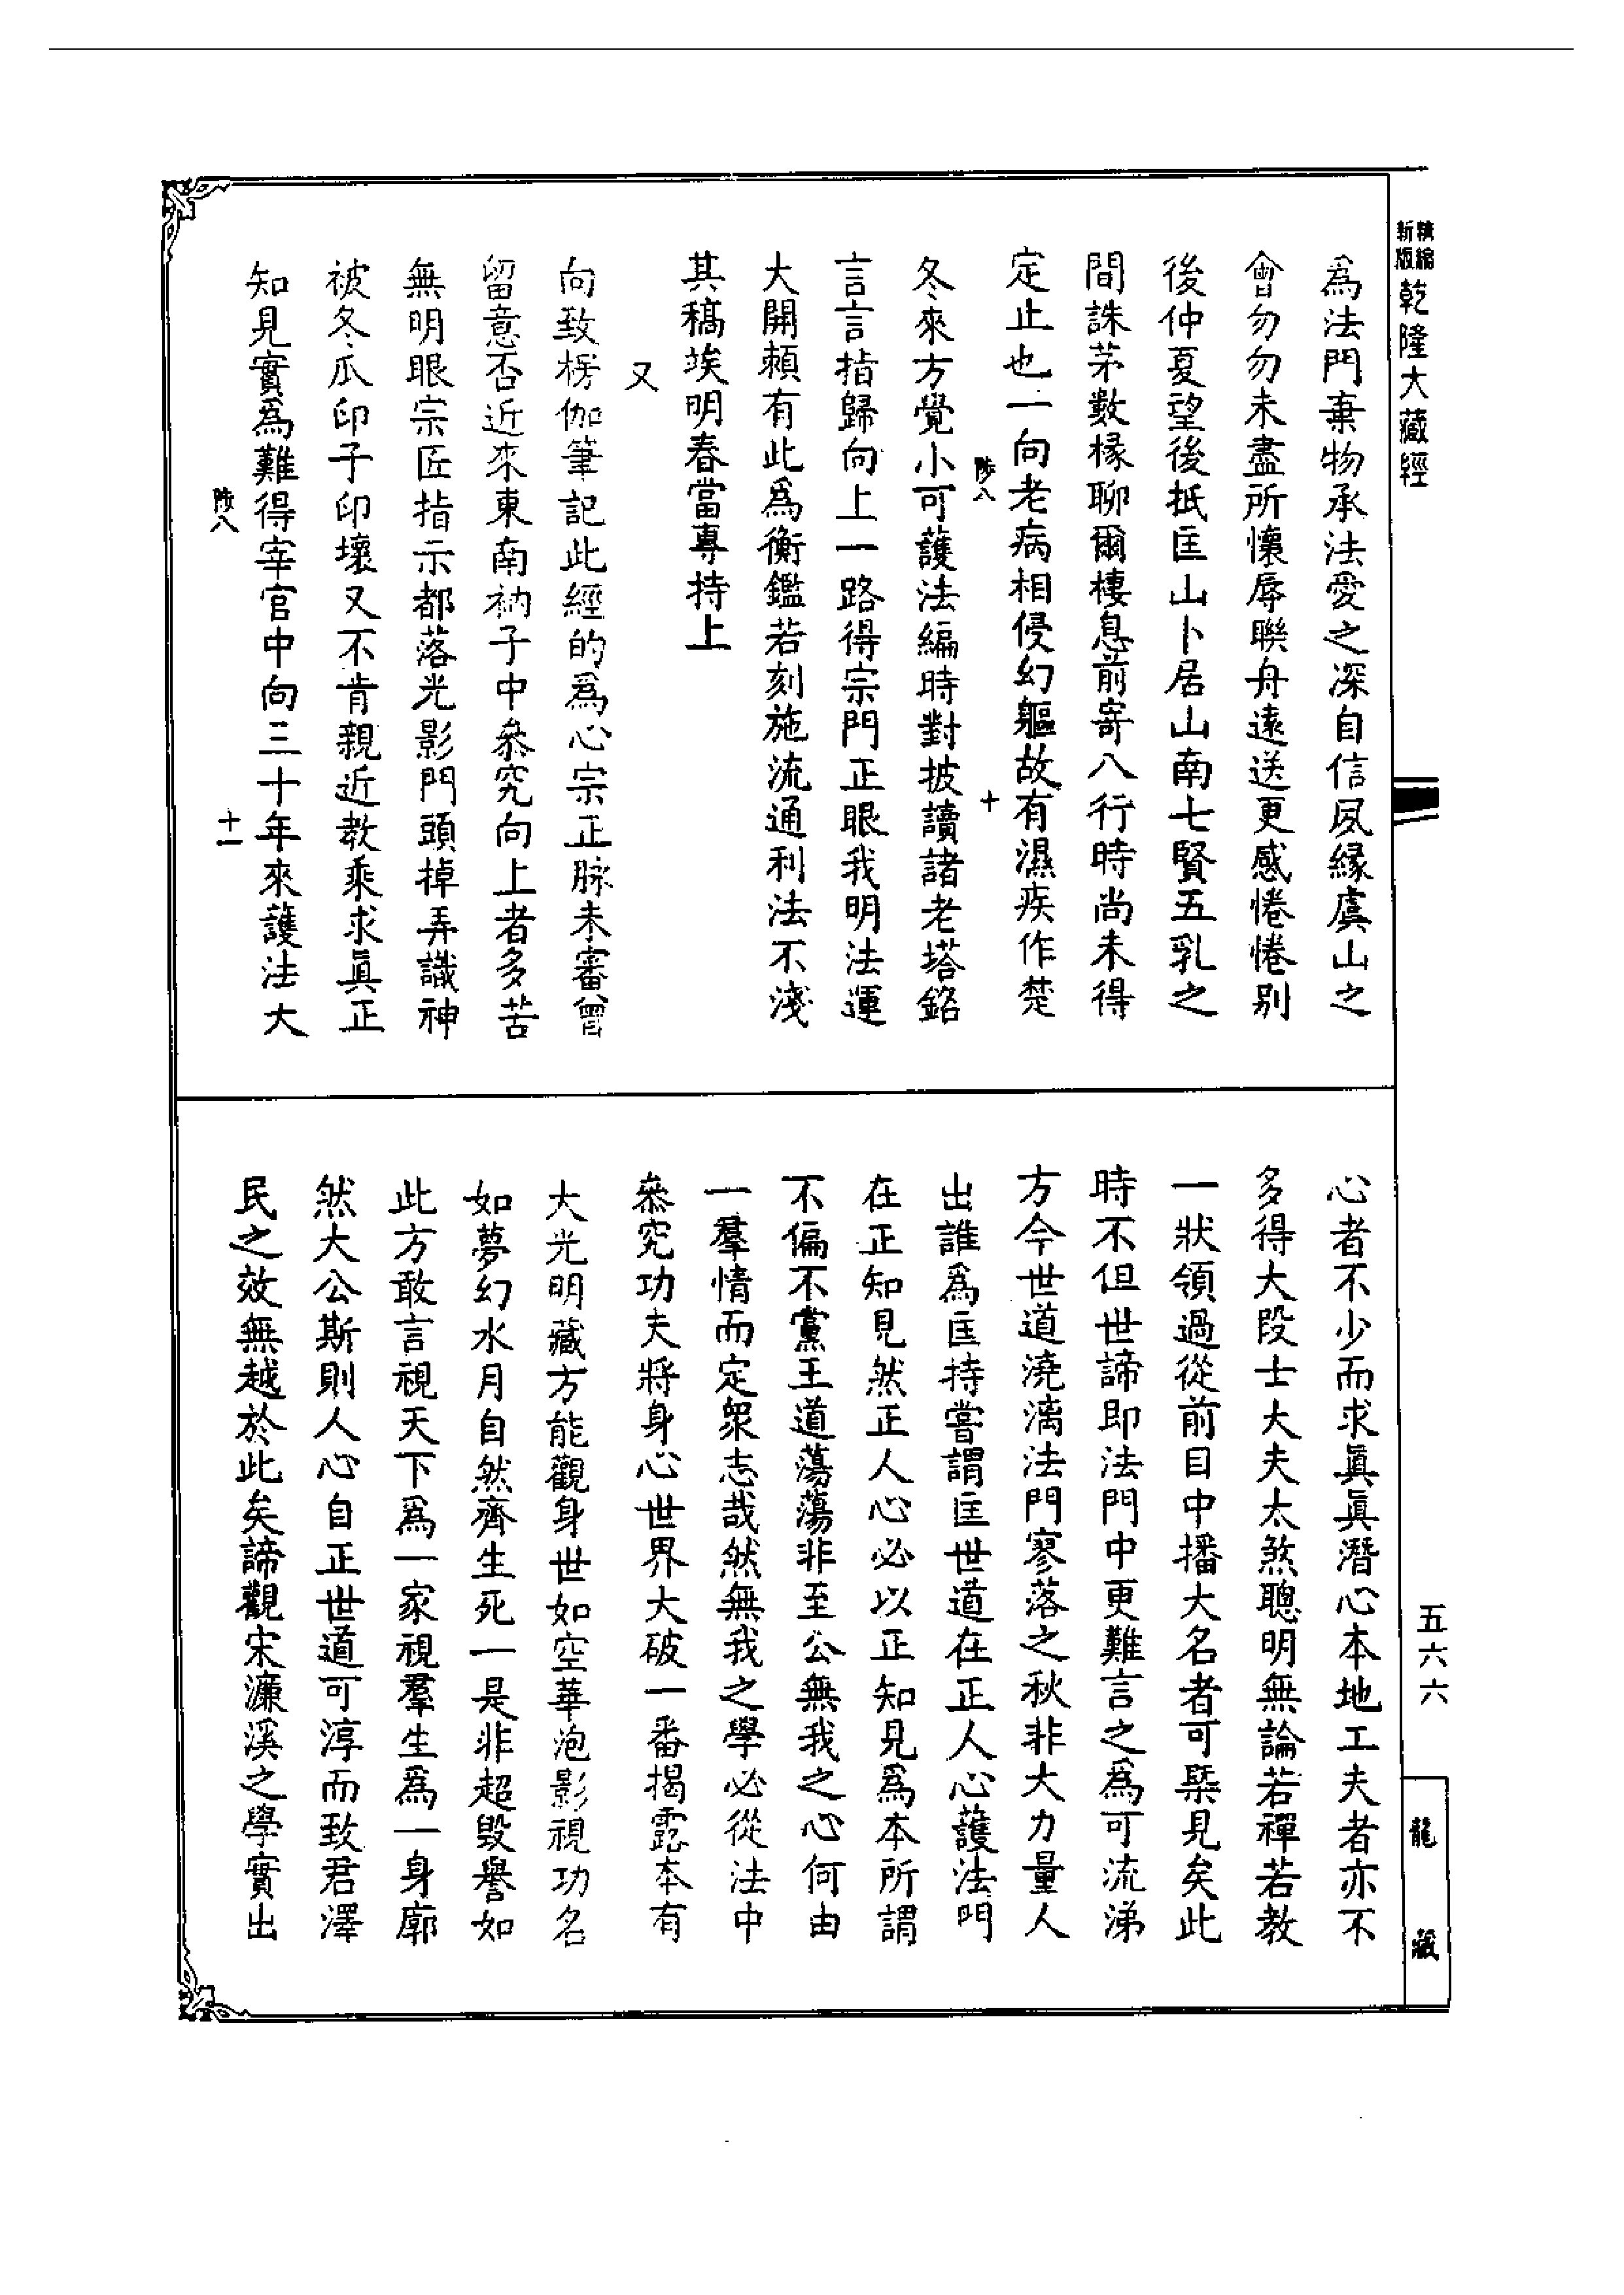 新版 精縮 乾隆大藏經
為法門棄物承法愛之深自信夙緣虞山之
會勿勿未盡所懷辱聯舟遠送更感惓惓别
後仲夏望後抵匡山卜居山南七賢五乳之
間誅茅數椽聊爾棲息前寄八行時尚未得
定止也一向老病相侵幻軀故有濕疾作楚
陟八 十
冬來方覺小可護法編時對披讀諸老塔銘
言言指歸向上一路得宗門正眼我明法運
大開賴有此為衡鑑若刻施流通利法不淺
其稿竢明春當專持上
又
向致楞伽筆記此經的為心宗正脉未審曾
留意否近來東南衲子中叅究向上者多苦
無明眼宗匠指示都落光影門頭掉弄識神
被冬瓜印子印壞又不肯親近教乘求眞正
知見實為難得宰官中向三十年來護法大
陟八 十一
心者不少而求眞眞潛心本地工夫者亦不
多得大段士大夫太煞聰明無論若禪若教
一狀領過從前目中播大名者可槩見矣此
時不但世諦即法門中更難言之為可流涕
方今世道澆漓法門寥落之秋非大力量人
出誰為匡持嘗謂匡世道在正人心護法門
在正知見然正人心必以正知見為本所謂
不偏不黨王道蕩蕩非至公無我之心何由
一羣情而定衆志哉然無我之學必從法中
叅究功夫將身心世界大破一番揭露本有
大光明藏方能觀身世如空華泡影視功名
如夢幻水月自然齊生死一是非超毀譽如
此方敢言視天下為一家視羣生為一身廓
然大公斯則人心自正世道可淳而致君澤
民之效無越於此矣諦觀宋濂溪之學實出
五六六
龍藏